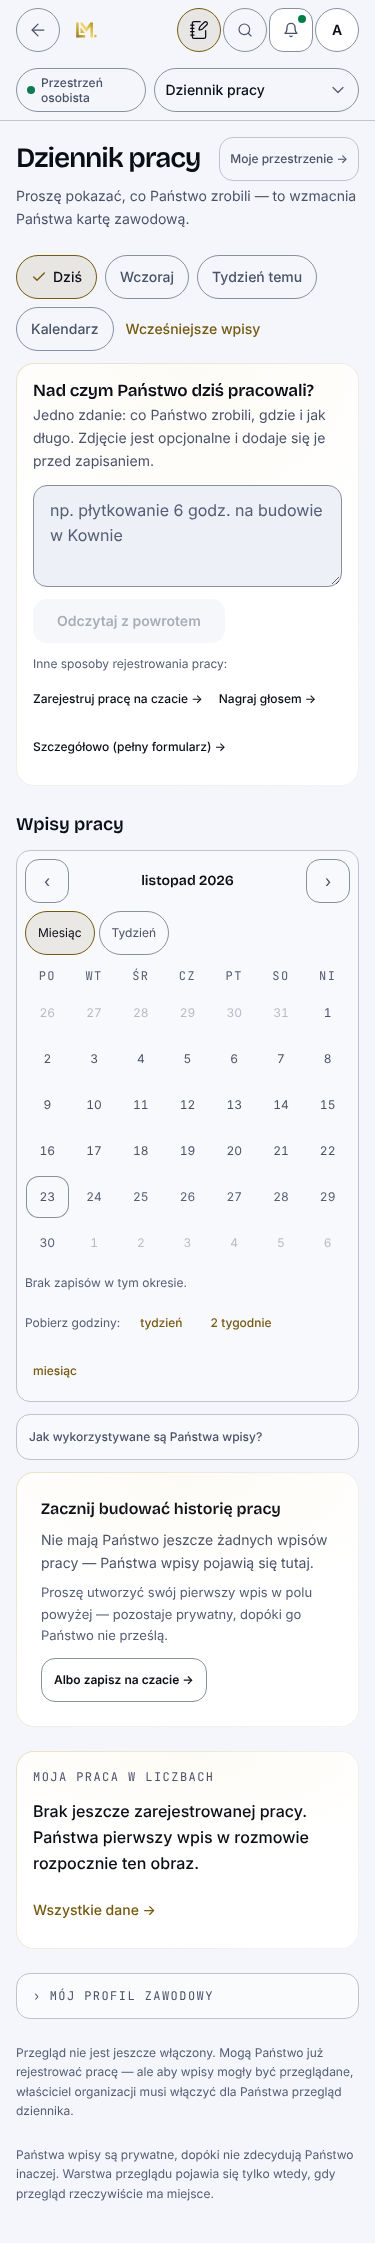 LM.
A
Przestrzeń
osobista
Dziennik pracy
Dziennik pracy
Moje przestrzenie →
Proszę pokazać, co Państwo zrobili — to wzmacnia
Państwa kartę zawodową.
Dziś
Wczoraj
Tydzień temu
Kalendarz
Wcześniejsze wpisy
Nad czym Państwo dziś pracowali?
Jedno zdanie: co Państwo zrobili, gdzie i jak
długo. Zdjęcie jest opcjonalne i dodaje się je
przed zapisaniem.
np. płytkowanie 6 godz. na budowie
w Kownie
Odczytaj z powrotem
Inne sposoby rejestrowania pracy:
Zarejestruj pracę na czacie → Nagraj głosem →
Szczegółowo (pełny formularz) →
Wpisy pracy
‹ listopad 2026 ›
Miesiąc Tydzień
PO WT ŚR CZ PT SO NI
26 27 28 29 30 31 1
2 3 4 5 6 7 8
9 10 11 12 13 14 15
16 17 18 19 20 21 22
23 24 25 26 27 28 29
30 1 2 3 4 5 6
Brak zapisów w tym okresie.
Pobierz godziny: tydzień 2 tygodnie
miesiąc
Jak wykorzystywane są Państwa wpisy?
Zacznij budować historię pracy
Nie mają Państwo jeszcze żadnych wpisów
pracy — Państwa wpisy pojawią się tutaj.
Proszę utworzyć swój pierwszy wpis w polu
powyżej — pozostaje prywatny, dopóki go
Państwo nie prześlą.
Albo zapisz na czacie →
MOJA PRACA W LICZBACH
Brak jeszcze zarejestrowanej pracy.
Państwa pierwszy wpis w rozmowie
rozpocznie ten obraz.
Wszystkie dane →
› MÓJ PROFIL ZAWODOWY
Przegląd nie jest jeszcze włączony. Mogą Państwo już
rejestrować pracę — ale aby wpisy mogły być przeglądane,
właściciel organizacji musi włączyć dla Państwa przegląd
dziennika.
Państwa wpisy są prywatne, dopóki nie zdecydują Państwo
inaczej. Warstwa przeglądu pojawia się tylko wtedy, gdy
przegląd rzeczywiście ma miejsce.